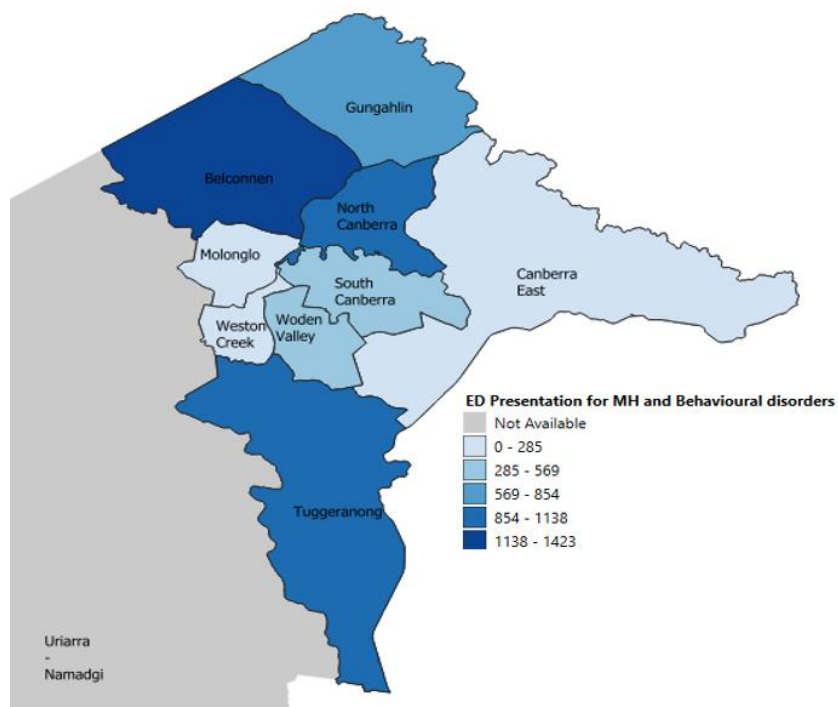 Gungahlin
Belconnen
North
Canberra
Molonglo
Canberra
East
South
Canberra
Weston
Creek
Woden
Valley
ED Presentation for MH and Behavioural disorders
Not Available
0 - 285
285 - 569
569 - 854
854 - 1138
1138 - 1423
Tuggeranong
Uriarra
-
Namadgi